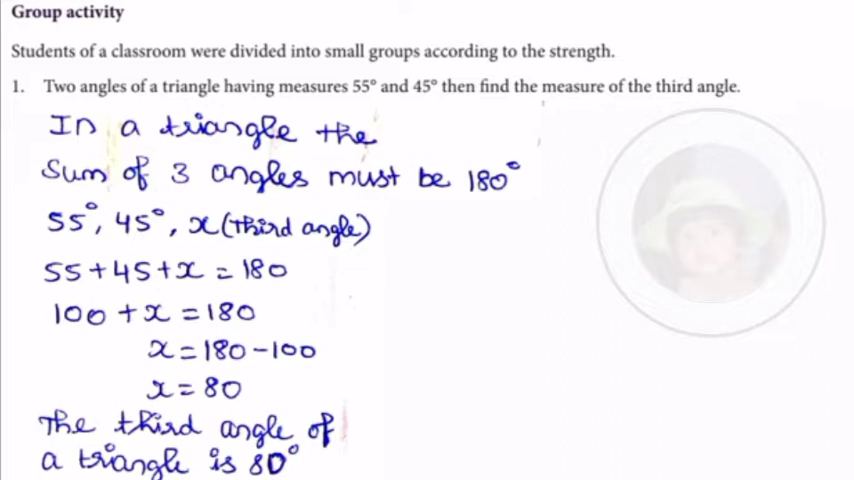 Group activity
Students of a classroom were divided into small groups according to the strength.
1. Two angles of a triangle having measures 55° and 45° then find the measure of the third angle.
In a triangle the
Sum of 3 angles must be 180°
55°, 45°, x (third angle)
55 + 45 + x = 180
100 + x = 180
x = 180 - 100
x = 80
The third angle of
a triangle is 80°